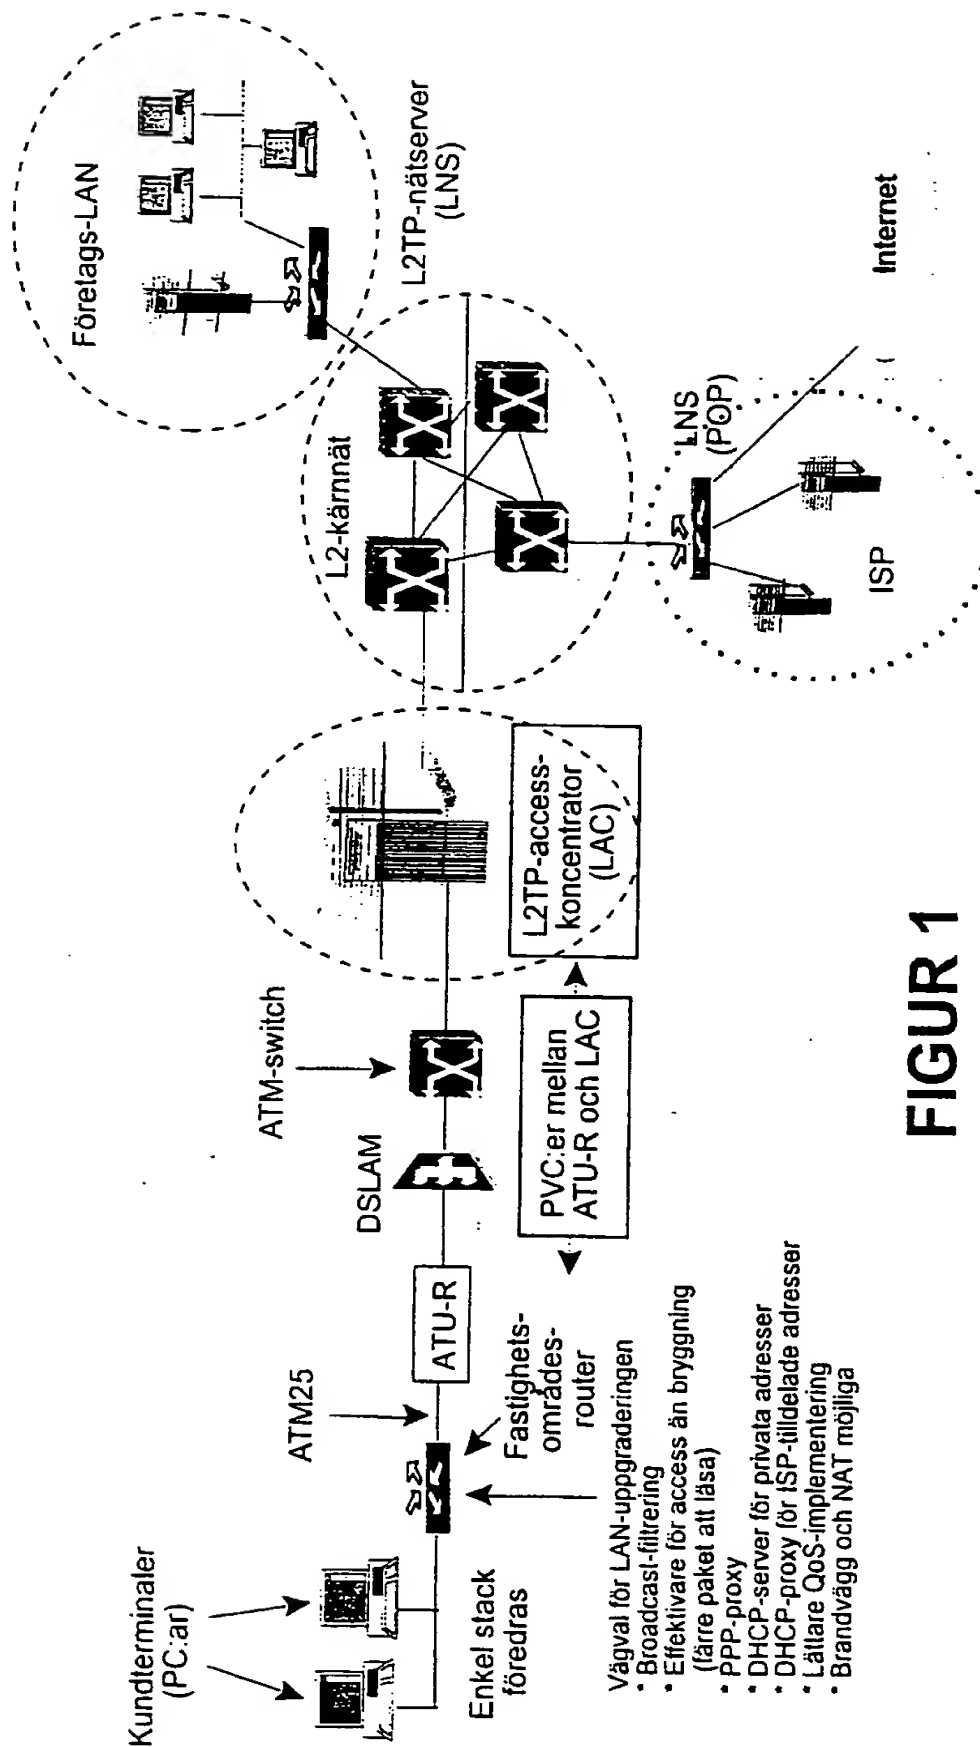 Kundterminaler
(PC:ar)
Enkel stack
föredras
ATM25
Fastighets-
områdes-
router
ATU-R
DSLAM
ATM-switch
PVC:er mellan
ATU-R och LAC
L2TP-access-
koncentrator
(LAC)
L2-kärnnät
Företags-LAN
L2TP-nätserver
(LNS)
LNS
(POP)
ISP
Internet
Vägval för LAN-uppgraderingen
* Broadcast-filtrering
* Effektivare för access än bryggning
(färre paket att läsa)
* PPP-proxy
* DHCP-server för privata adresser
* DHCP-proxy för ISP-tilldelade adresser
* Lättare QoS-implementering
* Brandvägg och NAT möjliga
FIGUR 1